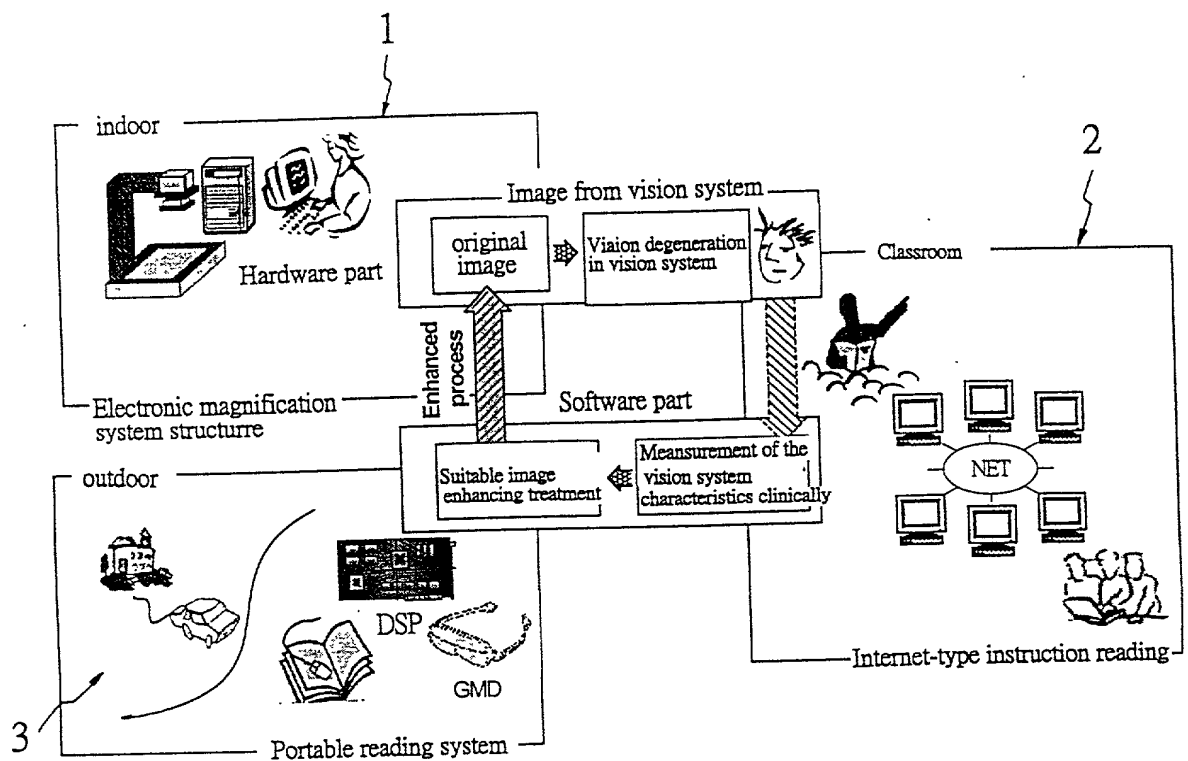 1
indoor
Hardware part
Electronic magnification
system structurre
Image from vision system
original
image
Viaion degeneration
in vision system
2
Classroom
Enhanced
process
Software part
Suitable image
enhancing treatment
Meansurement of the
vision system
characteristics clinically
NET
Internet-type instruction reading
outdoor
DSP
GMD
3
Portable reading system